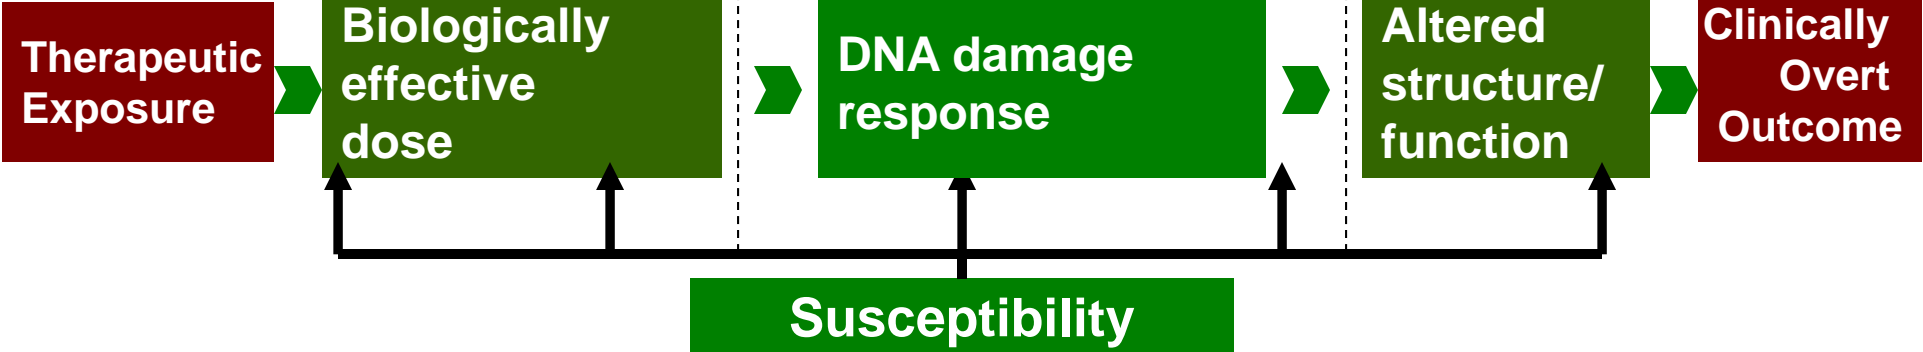 Therapeutic
Exposure
Biologically
effective
dose
DNA damage
response
Altered
structure/
function
Clinically
Overt
Outcome
Susceptibility